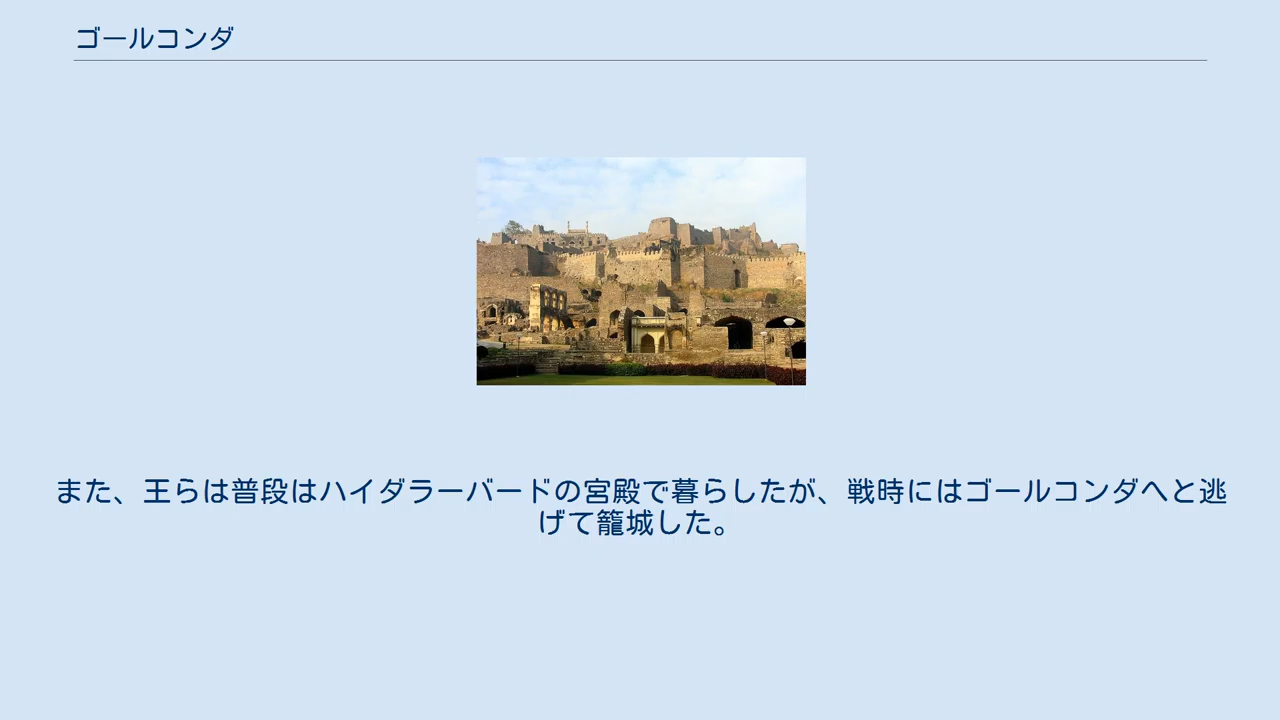 ゴールコンダ
また、王らは普段はハイダラーバードの宮殿で暮らしたが、戦時にはゴールコンダへと逃
げて籠城した。